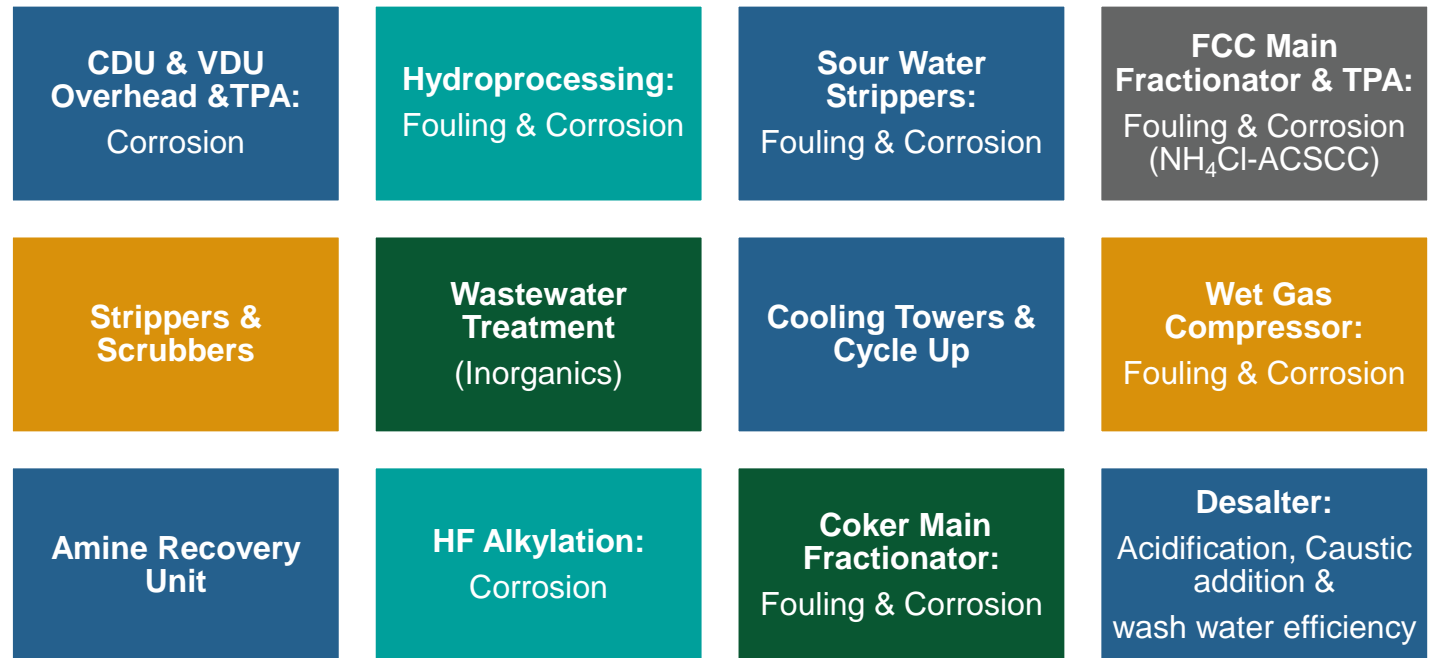 CDU & VDU
Overhead &TPA:
Corrosion
Hydroprocessing:
Fouling & Corrosion
Sour Water
Strippers:
Fouling & Corrosion
FCC Main
Fractionator & TPA:
Fouling & Corrosion
(NH₄Cl-ACSCC)
Strippers &
Scrubbers
Wastewater
Treatment
(Inorganics)
Cooling Towers &
Cycle Up
Wet Gas
Compressor:
Fouling & Corrosion
Amine Recovery
Unit
HF Alkylation:
Corrosion
Coker Main
Fractionator:
Fouling & Corrosion
Desalter:
Acidification, Caustic
addition &
wash water efficiency